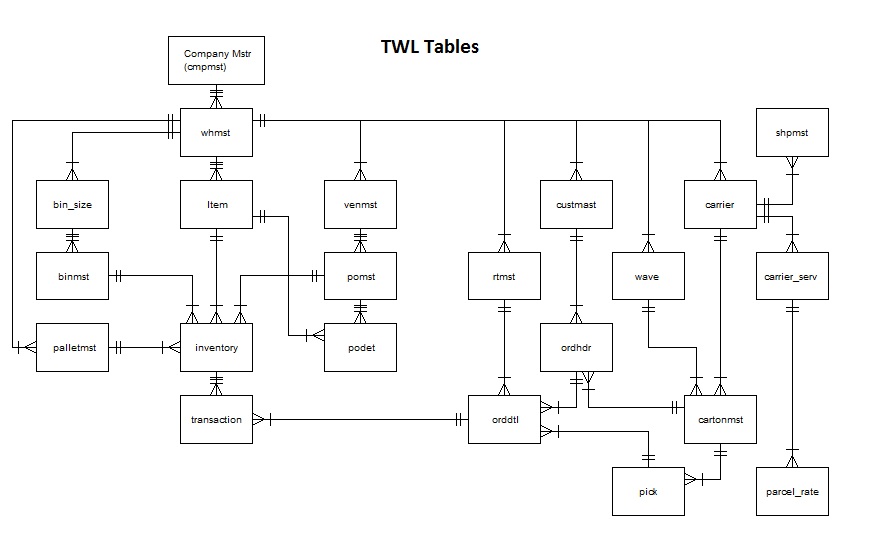 TWL Tables
Company Mstr
(cmpmst)
whmst
shpmst
bin_size
Item
venmst
custmast
carrier
binmst
pomst
rtmst
wave
carrier_serv
palletmst
inventory
podet
ordhdr
transaction
orddtl
cartonmst
pick
parcel_rate